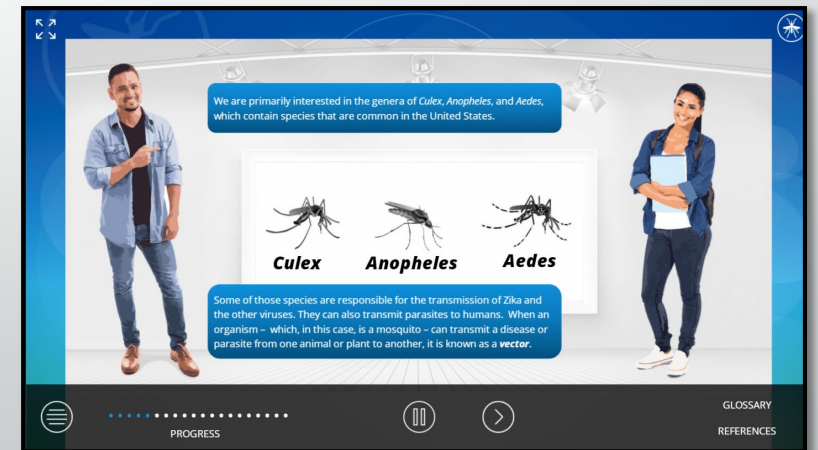 We are primarily interested in the genera of Culex, Anopheles, and Aedes,
which contain species that are common in the United States.
Culex
Anopheles
Aedes
Some of those species are responsible for the transmission of Zika and
the other viruses. They can also transmit parasites to humans. When an
organism – which, in this case, is a mosquito – can transmit a disease or
parasite from one animal or plant to another, it is known as a vector.
PROGRESS
GLOSSARY
REFERENCES